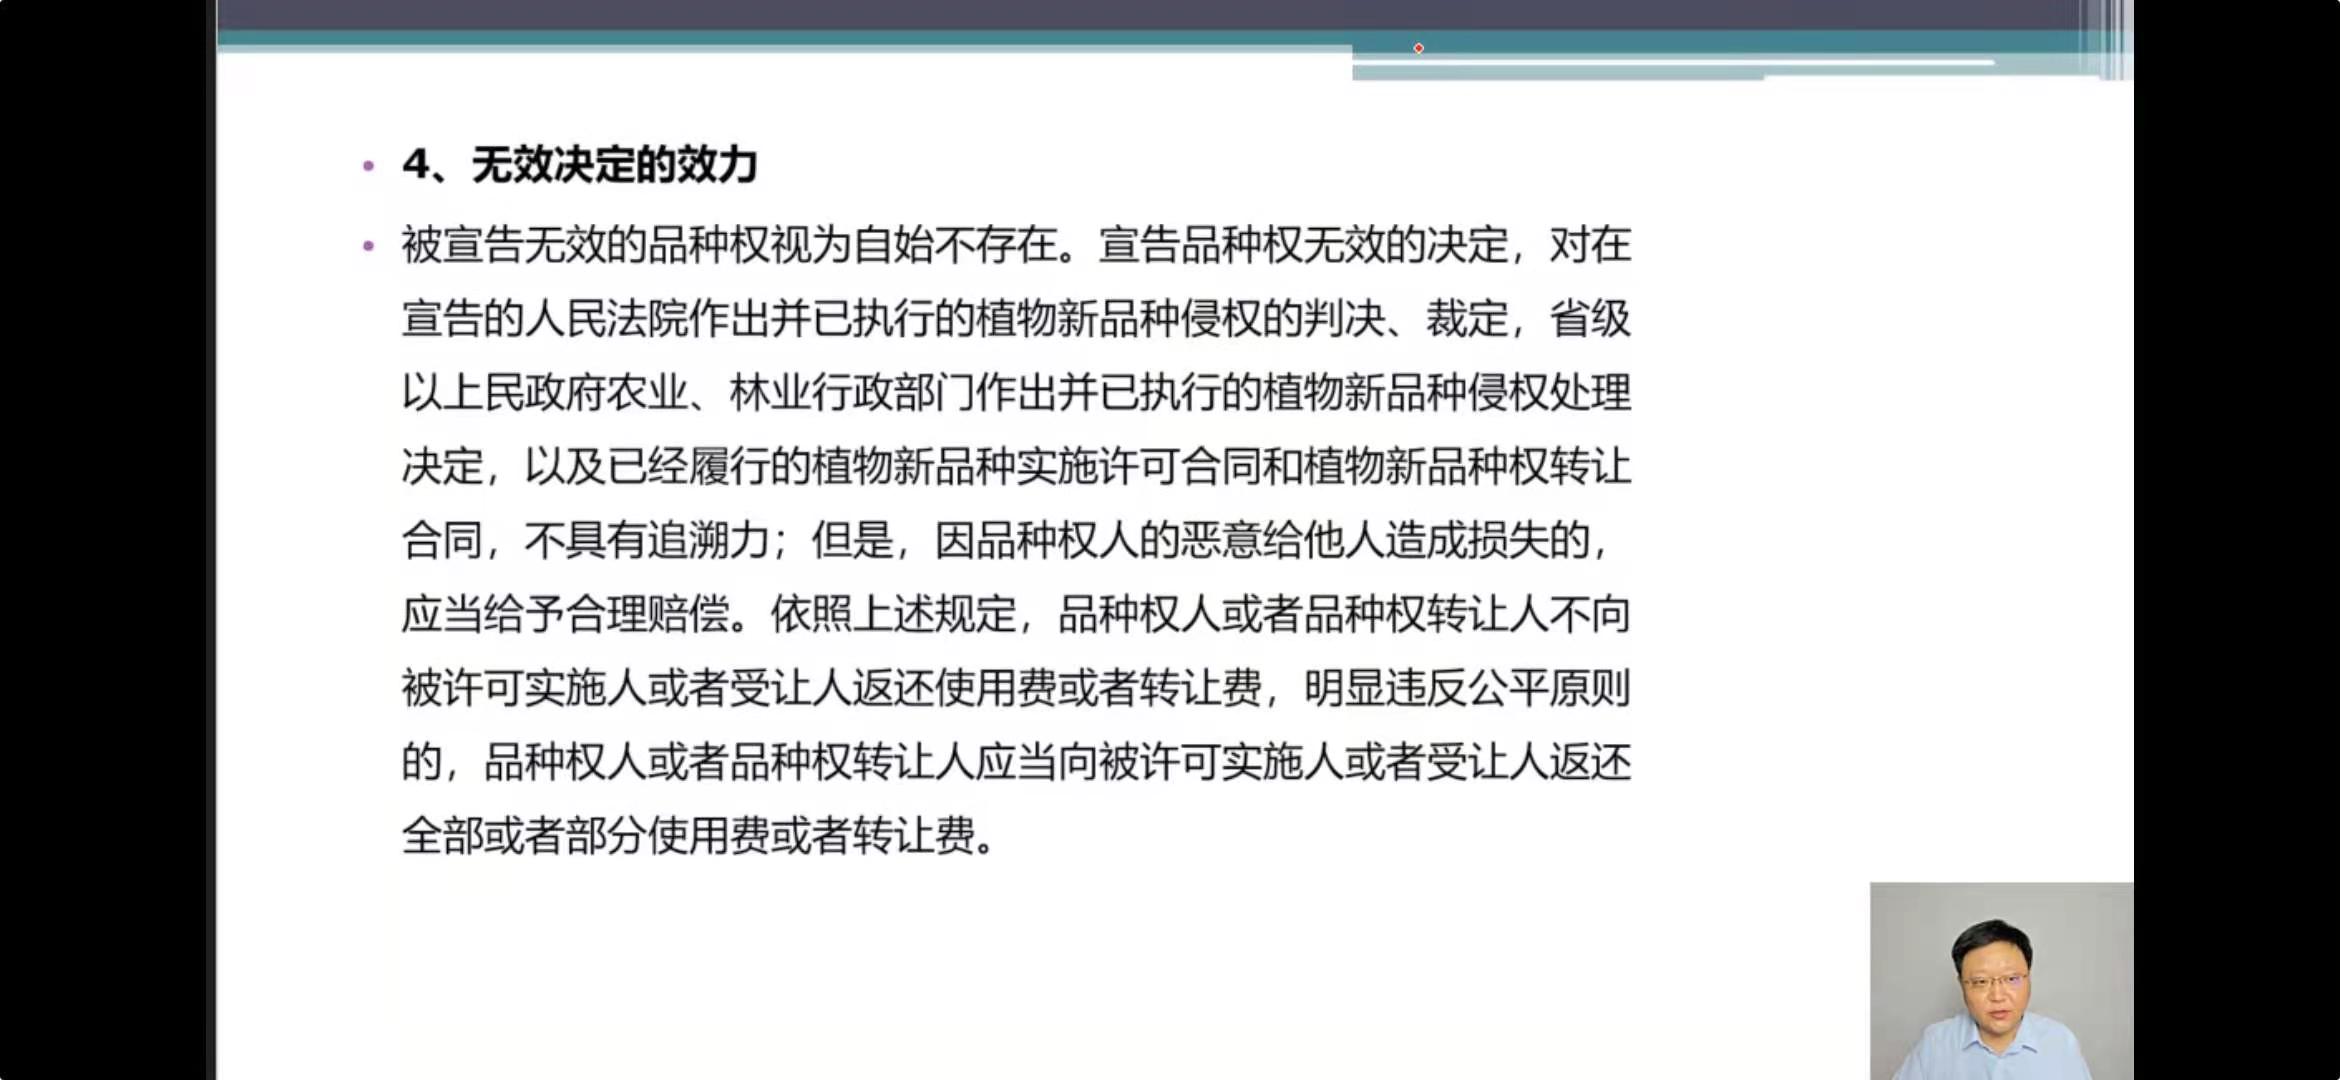 • 4、无效决定的效力
• 被宣告无效的品种权视为自始不存在。宣告品种权无效的决定，对在
宣告的人民法院作出并已执行的植物新品种侵权的判决、裁定，省级
以上民政府农业、林业行政部门作出并已执行的植物新品种侵权处理
决定，以及已经履行的植物新品种实施许可合同和植物新品种权转让
合同，不具有追溯力；但是，因品种权人的恶意给他人造成损失的，
应当给予合理赔偿。依照上述规定，品种权人或者品种权转让人不向
被许可实施人或者受让人返还使用费或者转让费，明显违反公平原则
的，品种权人或者品种权转让人应当向被许可实施人或者受让人返还
全部或者部分使用费或者转让费。